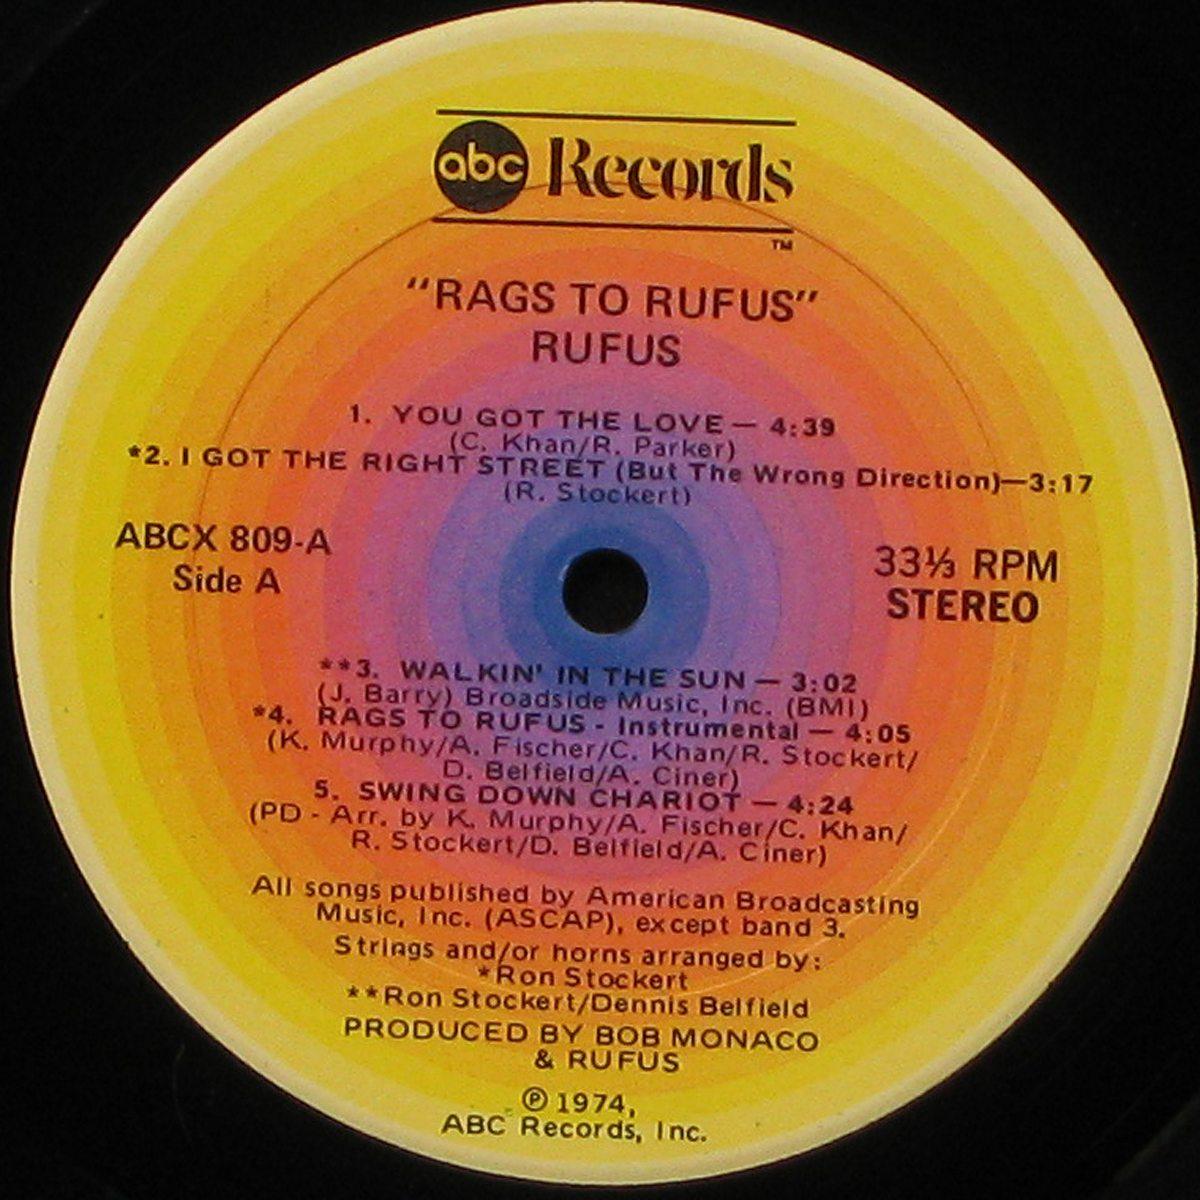 abc Records
TM
"RAGS TO RUFUS"
RUFUS
1. YOU GOT THE LOVE — 4:39
(C. Khan/R. Parker)
*2. I GOT THE RIGHT STREET (But The Wrong Direction)—3:17
(R. Stockert)
ABCX 809-A
Side A
33⅓ RPM
STEREO
**3. WALKIN' IN THE SUN — 3:02
(J. Barry) Broadside Music, Inc. (BMI)
*4. RAGS TO RUFUS - Instrumental — 4:05
(K. Murphy/A. Fischer/C. Khan/R. Stockert/
D. Belfield/A. Ciner)
5. SWING DOWN CHARIOT — 4:24
(PD - Arr. by K. Murphy/A. Fischer/C. Khan/
R. Stockert/D. Belfield/A. Ciner)
All songs published by American Broadcasting
Music, Inc. (ASCAP), except band 3.
Strings and/or horns arranged by:
*Ron Stockert
**Ron Stockert/Dennis Belfield
PRODUCED BY BOB MONACO
& RUFUS
℗ 1974,
ABC Records, Inc.